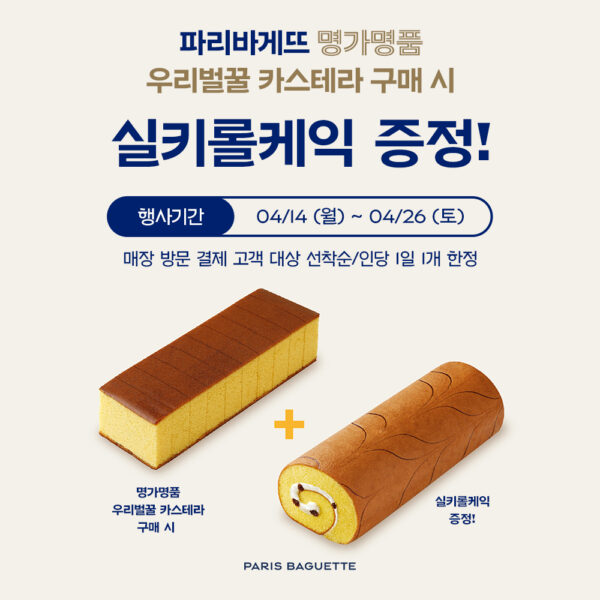 파리바게뜨 명가명품
우리벌꿀 카스테라 구매 시
실키롤케익 증정!
행사기간 04/14 (월) ~ 04/26 (토)
매장 방문 결제 고객 대상 선착순/인당 1일 1개 한정
명가명품
우리벌꿀 카스테라
구매 시
실키롤케익
증정!
PARIS BAGUETTE